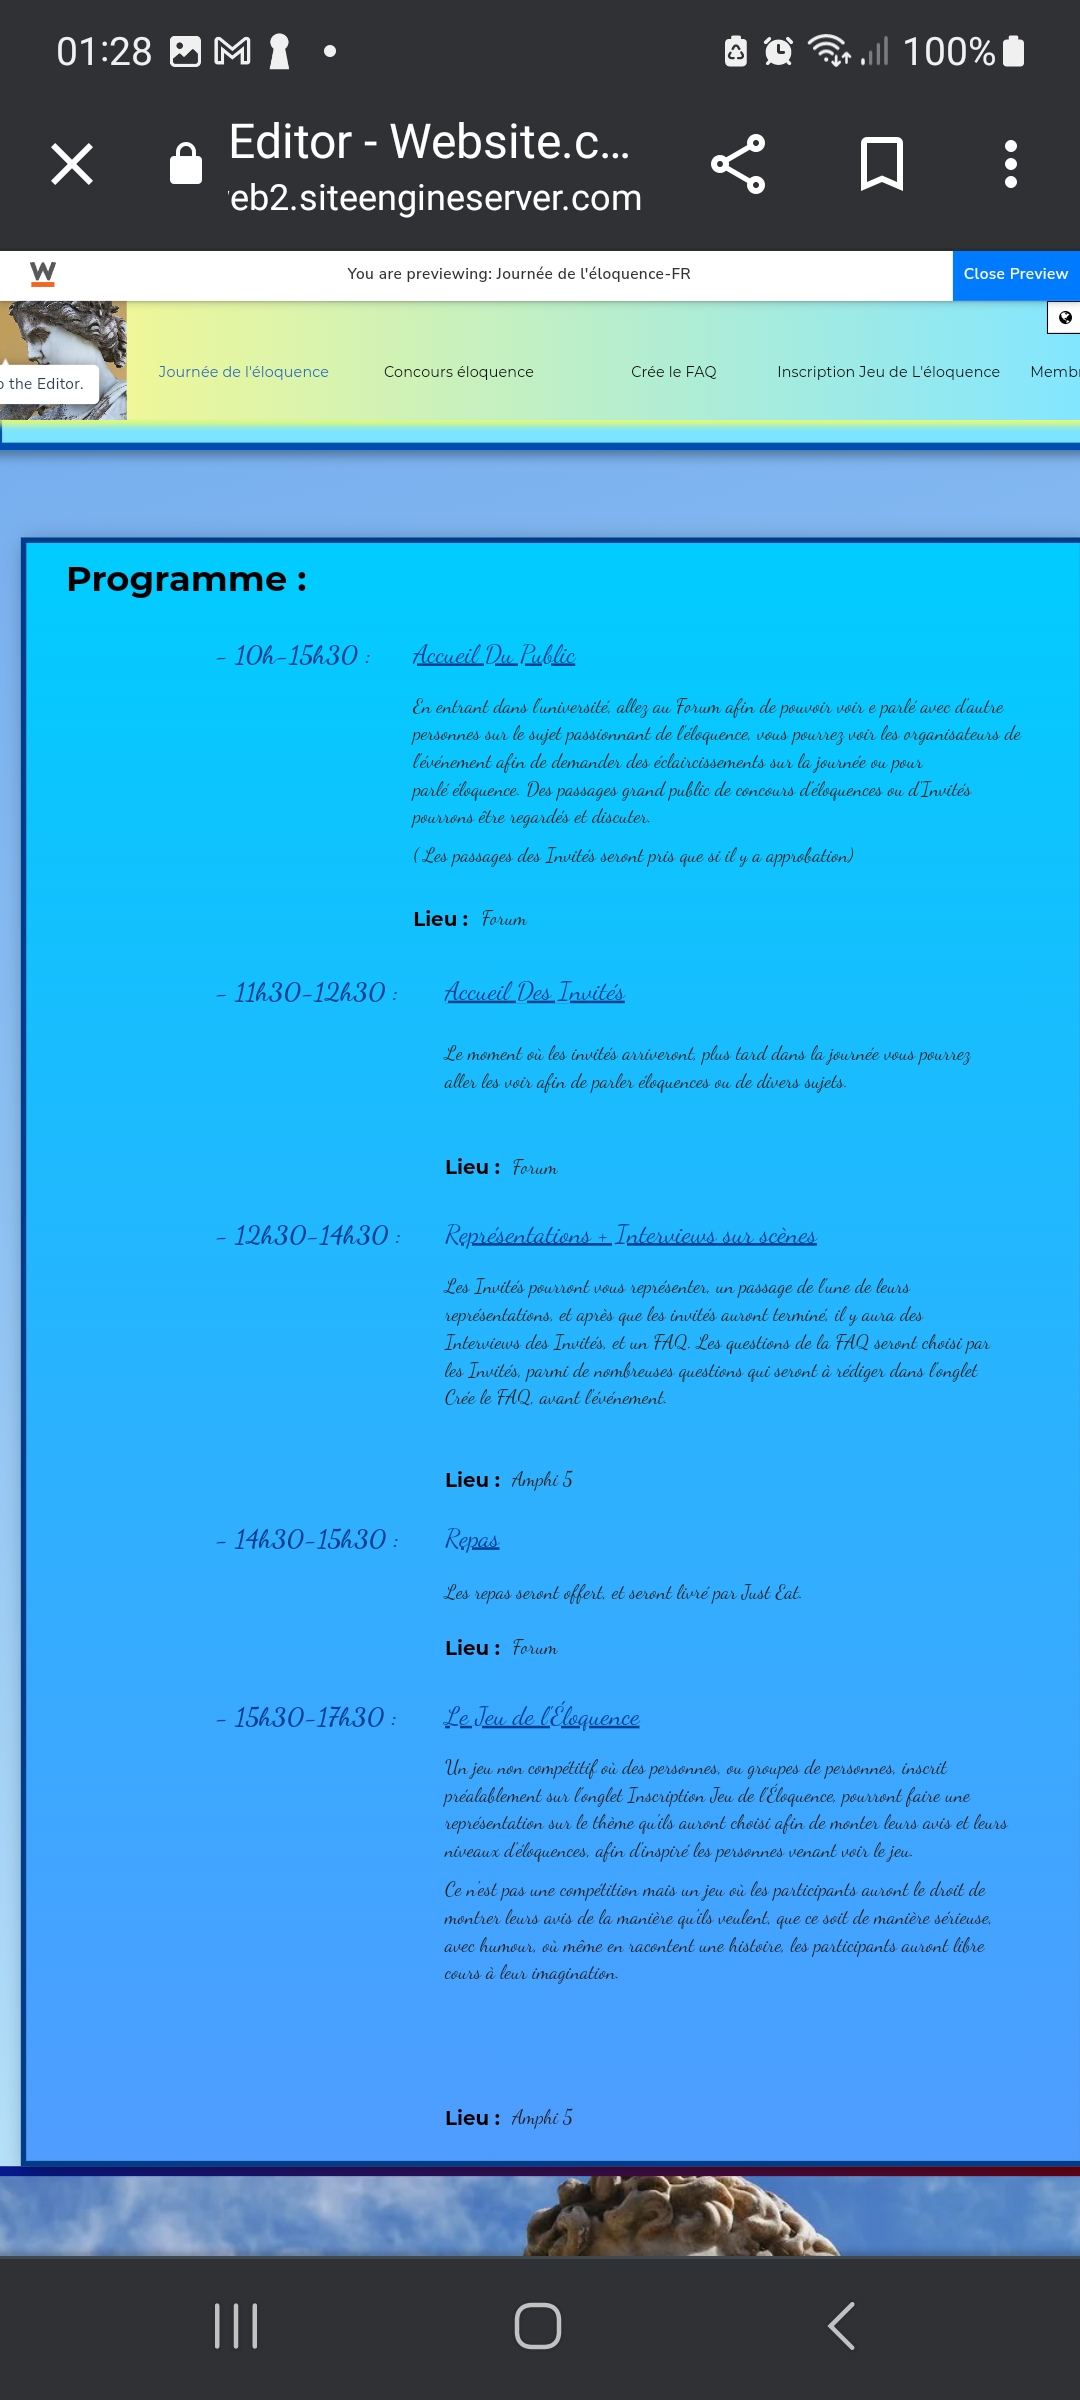 01:28
100%
Editor - Website.c...
eb2.siteengineserver.com
W
You are previewing: Journée de l'éloquence-FR
Close Preview
o the Editor.
Journée de l'éloquence
Concours éloquence
Crée le FAQ
Inscription Jeu de L'éloquence
Memb
Programme :
- 10h-15h30 :
Accueil Du Public
En entrant dans l'université, allez au Forum afin de pouvoir voir e parlé avec d'autre
personnes sur le sujet passionnant de l'éloquence, vous pourrez voir les organisateurs de
l'événement afin de demander des éclaircissements sur la journée ou pour
parlé éloquence. Des passages grand public de concours d'éloquences ou d'Invités
pourrons être regardés et discuter.
( Les passages des Invités seront pris que si il y a approbation)
Lieu : Forum
- 11h30-12h30 :
Accueil Des Invités
Le moment où les invités arriveront, plus tard dans la journée vous pourrez
aller les voir afin de parler éloquences ou de divers sujets.
Lieu : Forum
- 12h30-14h30 :
Représentations + Interviews sur scènes
Les Invités pourront vous représenter, un passage de l'une de leurs
représentations, et après que les invités auront terminé, il y aura des
Interviews des Invités, et un FAQ. Les questions de la FAQ seront choisi par
les Invités, parmi de nombreuses questions qui seront à rédiger dans l'onglet
Crée le FAQ, avant l'événement.
Lieu : Amphi 5
- 14h30-15h30 :
Repas
Les repas seront offert, et seront livré par Just Eat.
Lieu : Forum
- 15h30-17h30 :
Le Jeu de l'Éloquence
Un jeu non compétitif où des personnes, ou groupes de personnes, inscrit
préalablement sur l'onglet Inscription Jeu de l'Éloquence, pourront faire une
représentation sur le thème qu'ils auront choisi afin de monter leurs avis et leurs
niveaux d'éloquences, afin d'inspiré les personnes venant voir le jeu.
Ce n'est pas une compétition mais un jeu où les participants auront le droit de
montrer leurs avis de la manière qu'ils veulent, que ce soit de manière sérieuse,
avec humour, où même en racontent une histoire, les participants auront libre
cours à leur imagination.
Lieu : Amphi 5